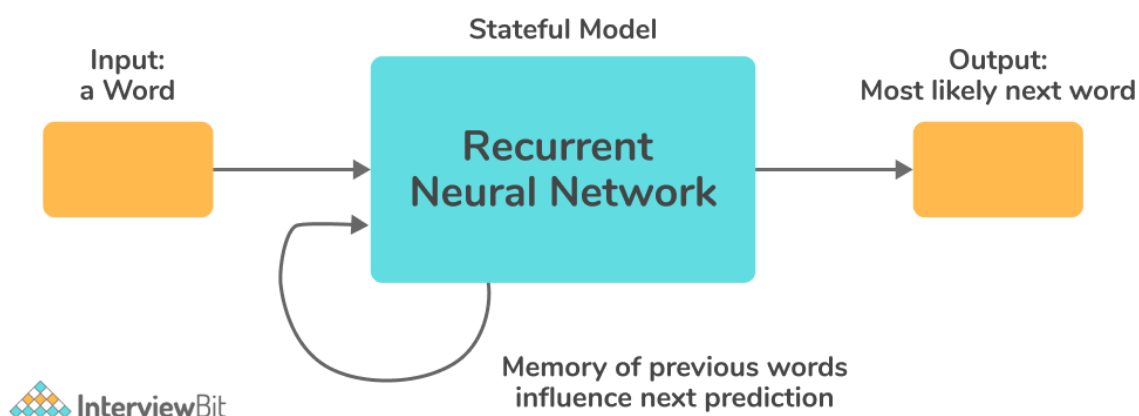 Stateful Model
Input:
a Word
Output:
Most likely next word
Recurrent
Neural Network
Memory of previous words
influence next prediction
InterviewBit